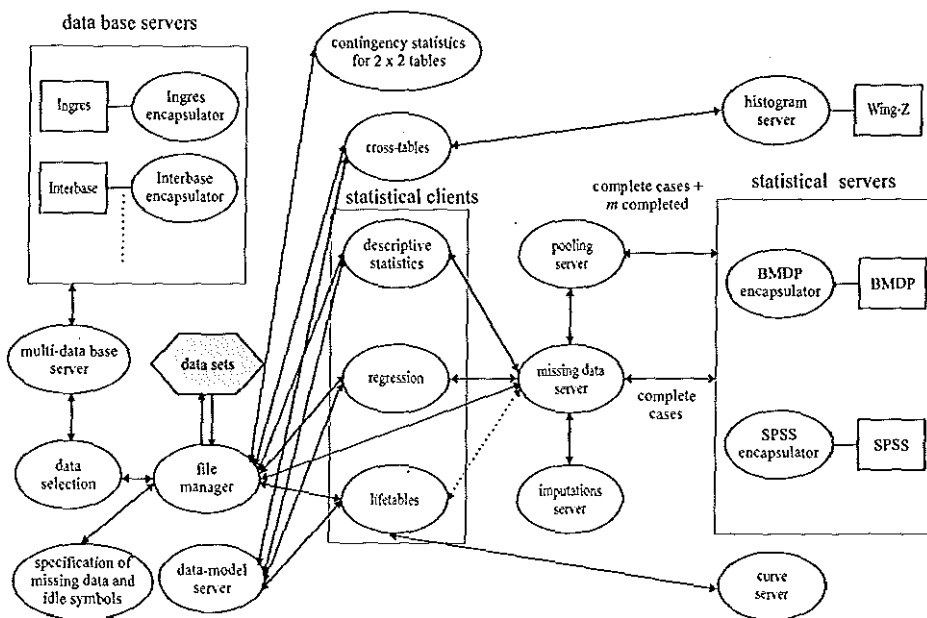 data base servers
Ingres
Ingres
encapsulator
Interbase
Interbase
encapsulator
contingency statistics
for 2 x 2 tables
cross-tables
histogram
server
Wing-Z
statistical clients
complete cases +
m completed
statistical servers
descriptive
statistics
pooling
server
BMDP
encapsulator
BMDP
multi-data base
server
data sets
regression
missing data
server
complete
cases
data
selection
file
manager
lifetables
imputations
server
SPSS
encapsulator
SPSS
specification of
missing data and
idle symbols
data-model
server
curve
server